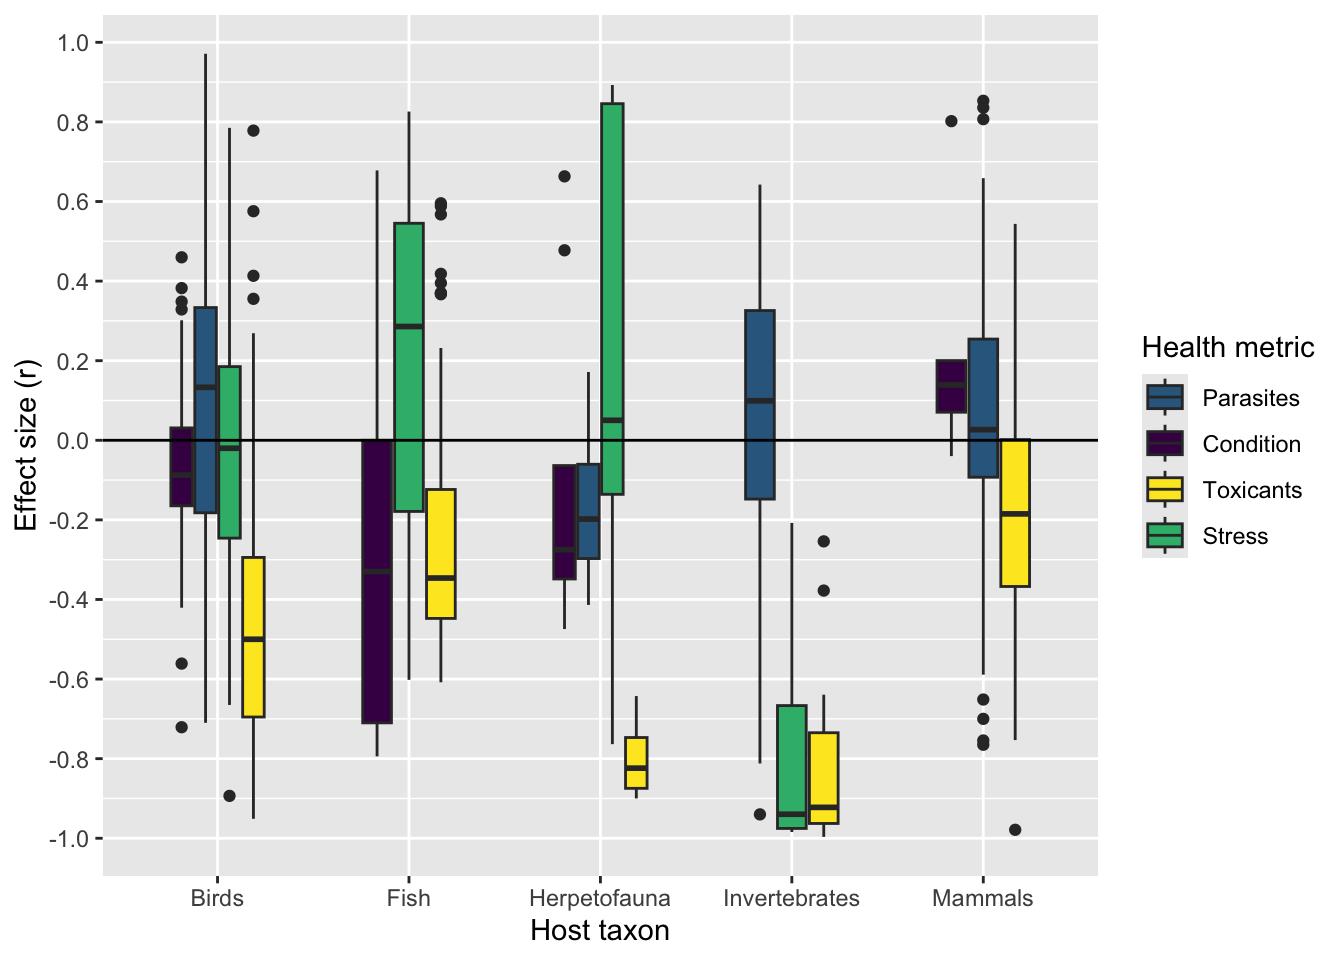 Effect size (r)
1.0
0.8
0.6
0.4
0.2
0.0
-0.2
-0.4
-0.6
-0.8
-1.0
Birds
Fish
Herpetofauna
Invertebrates
Mammals
Host taxon
Health metric
Parasites
Condition
Toxicants
Stress